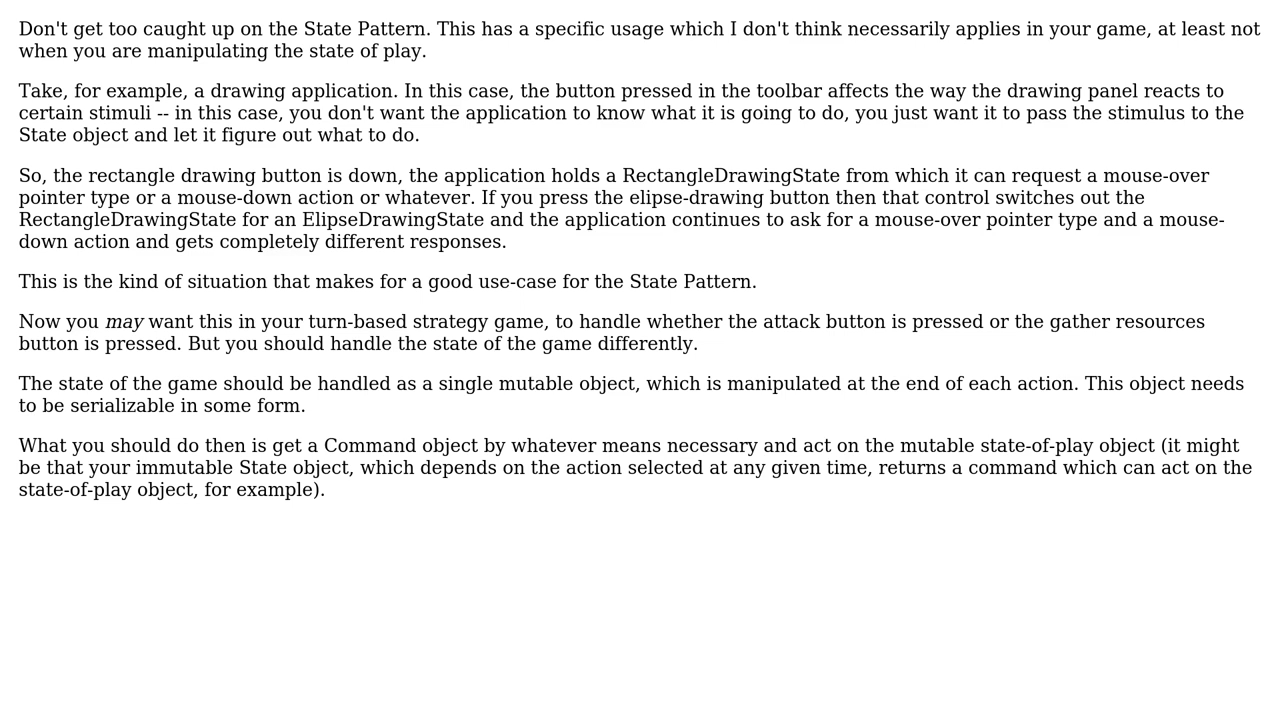 Don't get too caught up on the State Pattern. This has a specific usage which I don't think necessarily applies in your game, at least not
when you are manipulating the state of play.
Take, for example, a drawing application. In this case, the button pressed in the toolbar affects the way the drawing panel reacts to
certain stimuli -- in this case, you don't want the application to know what it is going to do, you just want it to pass the stimulus to the
State object and let it figure out what to do.
So, the rectangle drawing button is down, the application holds a RectangleDrawingState from which it can request a mouse-over
pointer type or a mouse-down action or whatever. If you press the elipse-drawing button then that control switches out the
RectangleDrawingState for an ElipseDrawingState and the application continues to ask for a mouse-over pointer type and a mouse-
down action and gets completely different responses.
This is the kind of situation that makes for a good use-case for the State Pattern.
Now you may want this in your turn-based strategy game, to handle whether the attack button is pressed or the gather resources
button is pressed. But you should handle the state of the game differently.
The state of the game should be handled as a single mutable object, which is manipulated at the end of each action. This object needs
to be serializable in some form.
What you should do then is get a Command object by whatever means necessary and act on the mutable state-of-play object (it might
be that your immutable State object, which depends on the action selected at any given time, returns a command which can act on the
state-of-play object, for example).